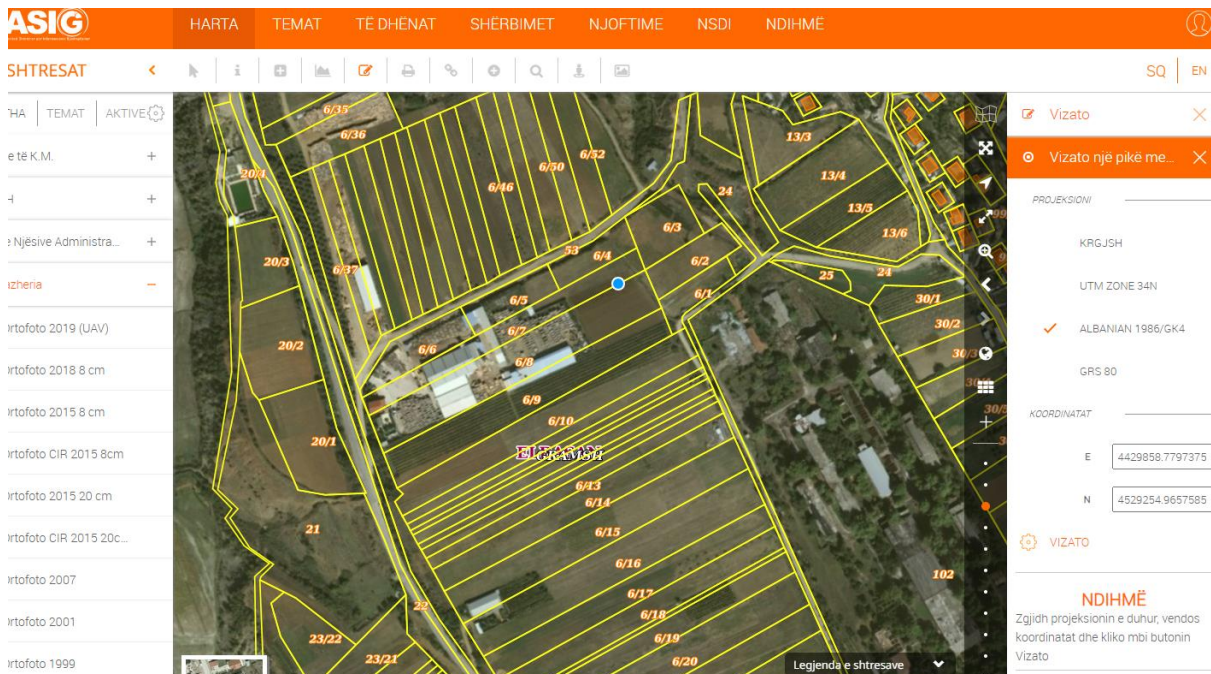 ASIG
HARTA TEMAT TË DHËNAT SHËRBIMET NJOFTIME NSDI NDIHMË
SHTRESAT
SQ EN
THA TEMAT AKTIVE
e të K.M.
e Njësive Administra...
azheria
rtofoto 2019 (UAV)
rtofoto 2018 8 cm
rtofoto 2015 8 cm
rtofoto CIR 2015 8cm
rtofoto 2015 20 cm
rtofoto CIR 2015 20c...
rtofoto 2007
rtofoto 2001
rtofoto 1999
6/35
6/36
20/4
6/46
6/50
6/52
13/3
13/4
24
13/5
13/6
6/3
53
6/4
6/2
20/3
6/37
25
24
6/5
6/1
30/1
6/7
30/2
20/2
6/6
6/8
30/3
6/9
6/10
20/1
GRAMSH
6/13
6/14
21
6/15
6/16
102
6/17
22
6/18
23/22
6/19
23/21
6/20
Legjenda e shtresave
Vizato
Vizato një pikë me...
PROJEKSIONI
KRGJSH
UTM ZONE 34N
ALBANIAN 1986/GK4
GRS 80
KOORDINATAT
E 4429858.7797375
N 4529254.9657585
VIZATO
NDIHMË
Zgjidh projeksionin e duhur, vendos
koordinatat dhe kliko mbi butonin
Vizato